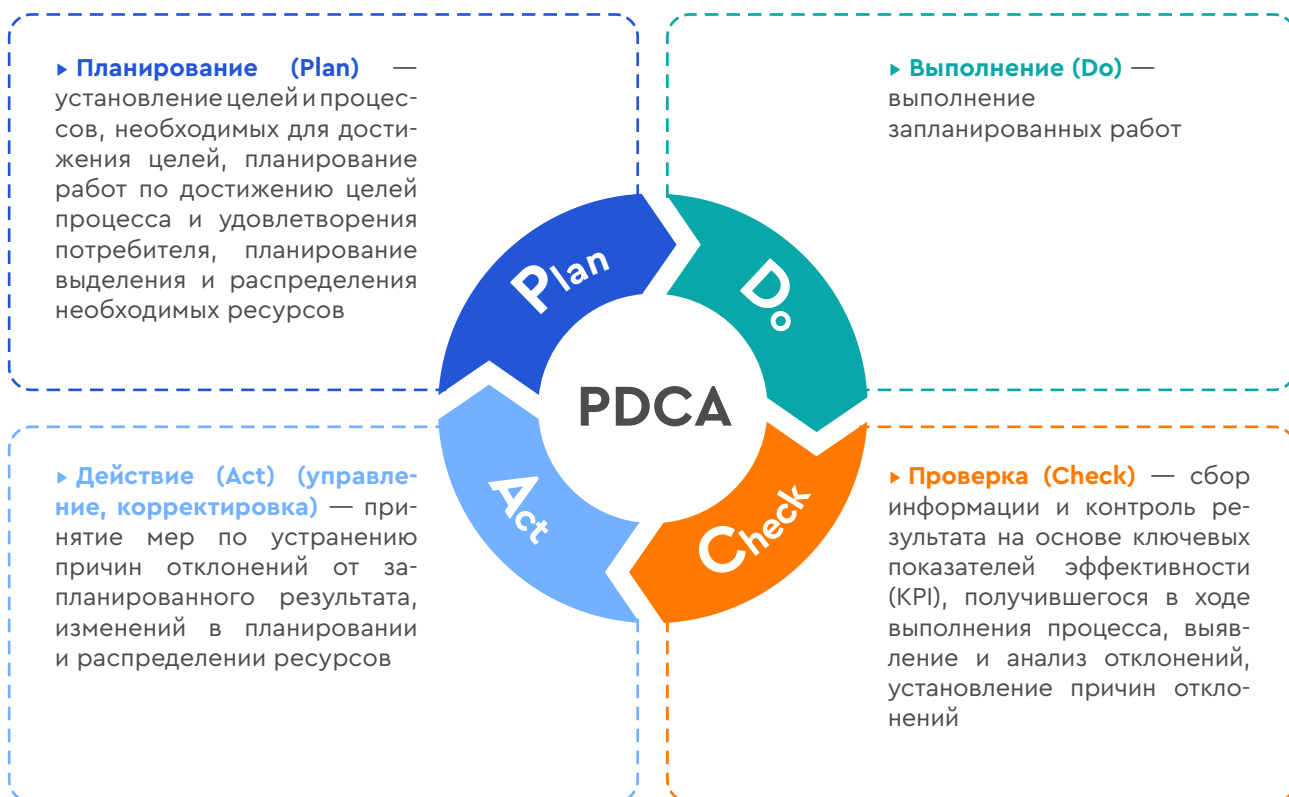 ▸ Планирование (Plan) —
установление целей и процес-
сов, необходимых для дости-
жения целей, планирование
работ по достижению целей
процесса и удовлетворения
потребителя, планирование
выделения и распределения
необходимых ресурсов
▸ Выполнение (Do) —
выполнение
запланированных работ
Plan
Do
PDCA
Act
Check
▸ Действие (Act) (управле-
ние, корректировка) — при-
нятие мер по устранению
причин отклонений от за-
планированного результата,
изменений в планировании
и распределении ресурсов
▸ Проверка (Check) — сбор
информации и контроль ре-
зультата на основе ключевых
показателей эффективности
(KPI), получившегося в ходе
выполнения процесса, выяв-
ление и анализ отклонений,
установление причин откло-
нений